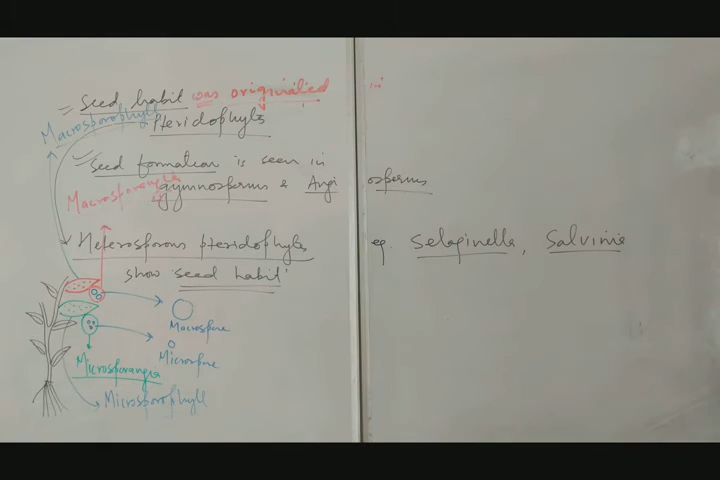 = Seed habit was originated in
Macrosporophyll
Pteridophyts
Seed formation is seen in
Macrosporangia
gymnosperms & Angiosperms
Heterosporous pteridophyts eg. Selaginella, Salvinia
show 'seed habit'
Macrospore
Microspore
Microsporangia
Microsporophyll